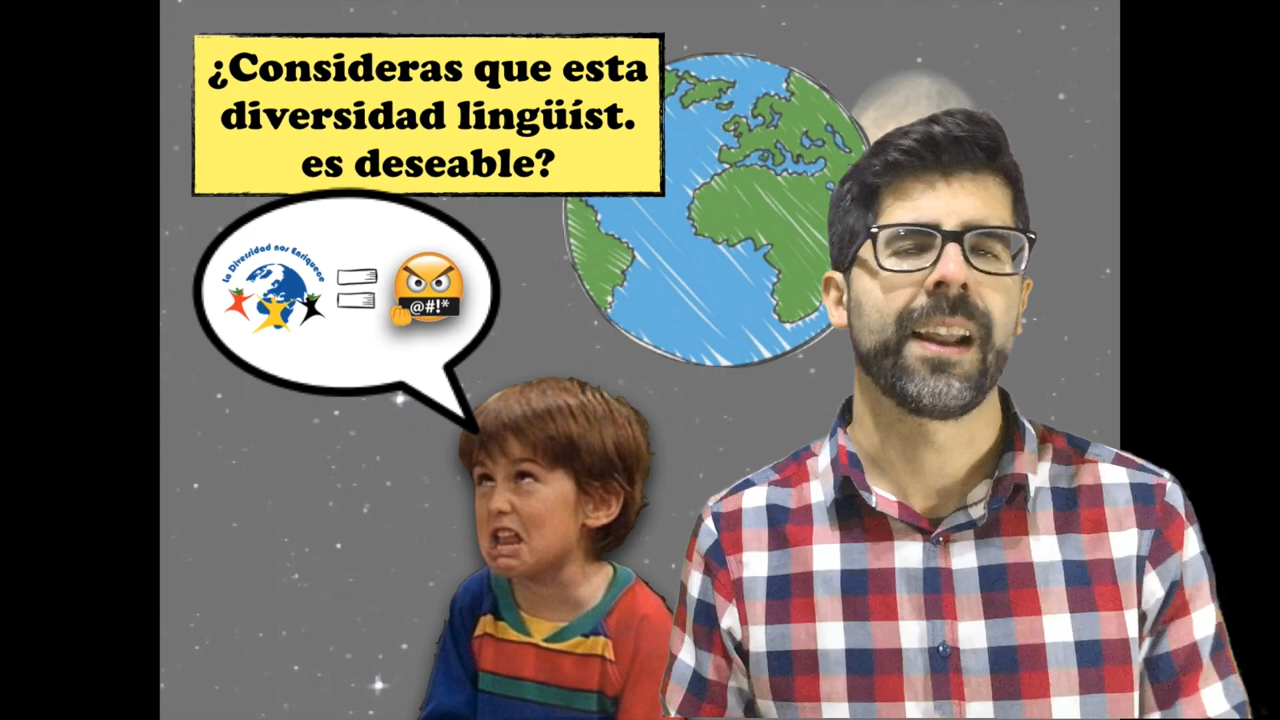 ¿Consideras que esta
diversidad lingüíst.
es deseable?
La Diversidad nos Enriquece
@#!*